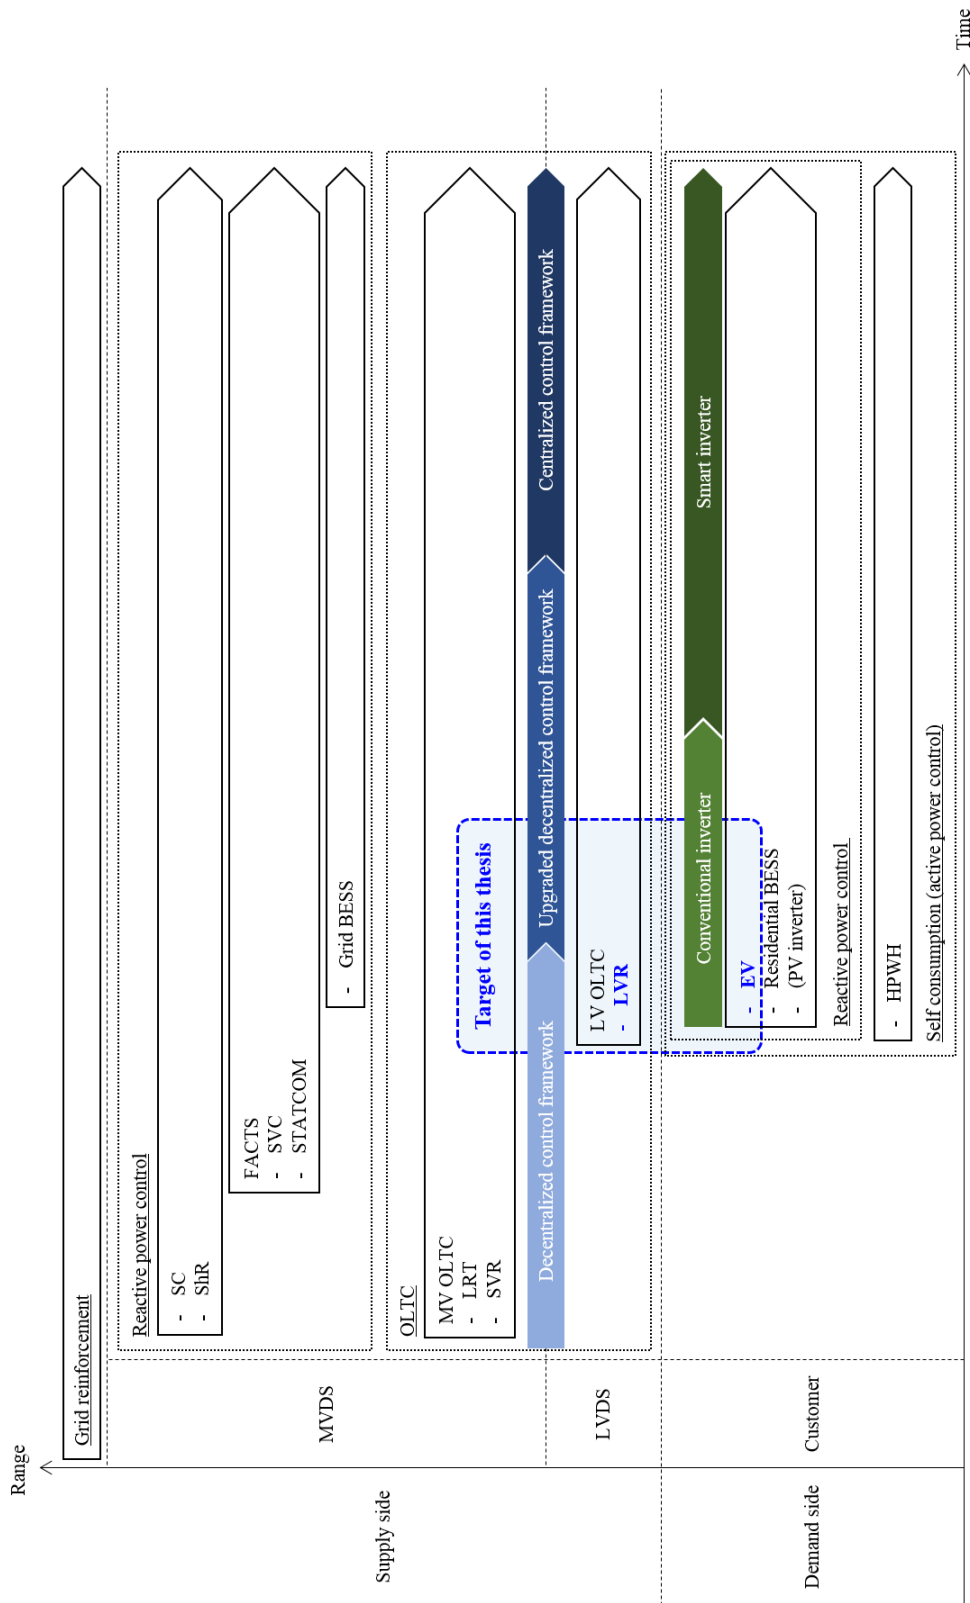 Range
Grid reinforcement
Supply side
MVDS
Reactive power control
- SC
- ShR
FACTS
- SVC
- STATCOM
- Grid BESS
OLTC
MV OLTC
- LRT
- SVR
Target of this thesis
Decentralized control framework
Upgraded decentralized control framework
Centralized control framework
LVDS
LV OLTC
- LVR
Demand side
Customer
Conventional inverter
Smart inverter
- EV
- Residential BESS
- (PV inverter)
Reactive power control
- HPWH
Self consumption (active power control)
Time